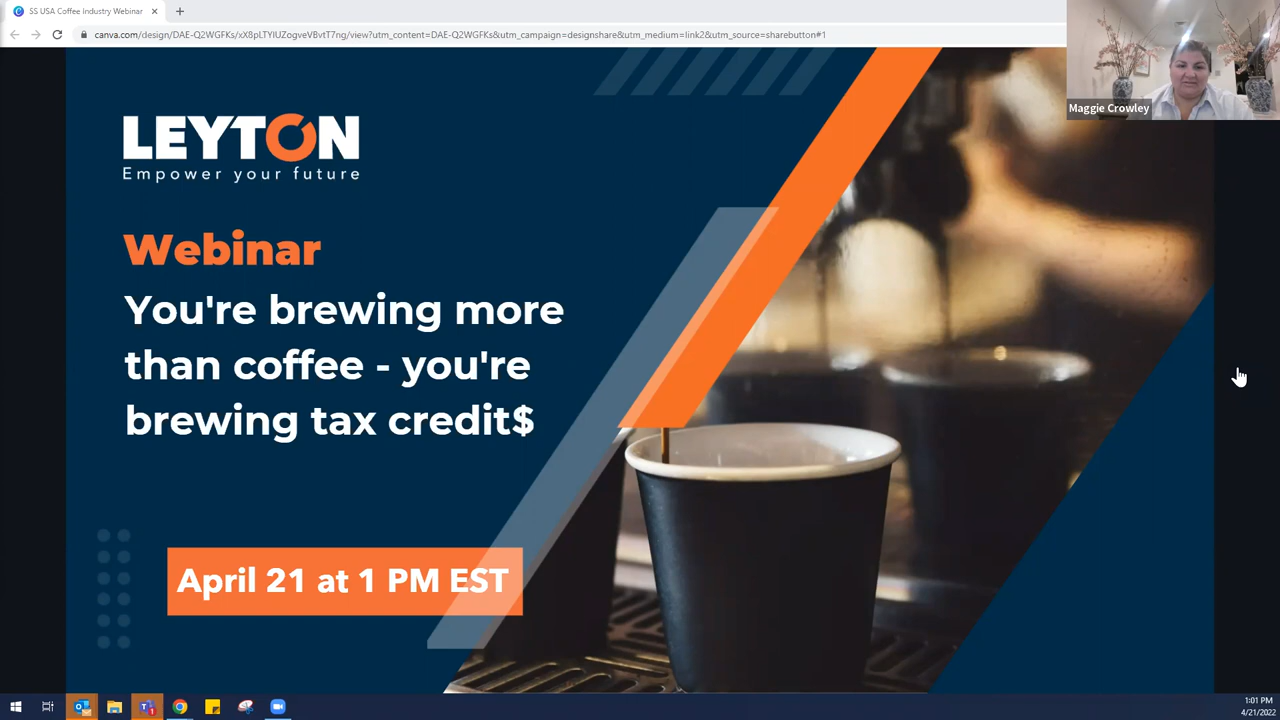 SS USA Coffee Industry Webinar
canva.com/design/DAE-Q2WGFKs/xX8pLTYIUZogveVBvtT7ng/view?utm_content=DAE-Q2WGFKs&utm_campaign=designshare&utm_medium=link2&utm_source=sharebutton#1
Maggie Crowley
LEYTON
Empower your future
Webinar
You're brewing more
than coffee - you're
brewing tax credit$
April 21 at 1 PM EST
1:01 PM
4/21/2022